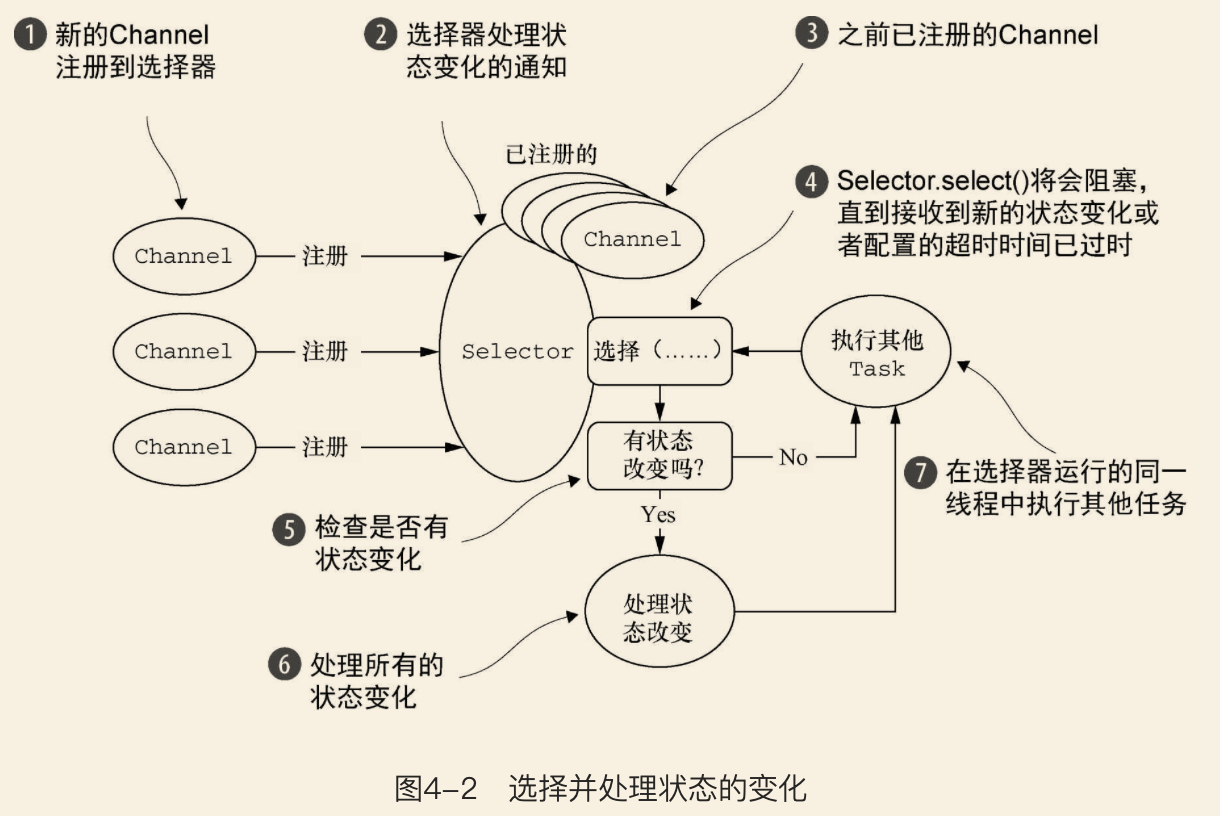 1 新的Channel
注册到选择器
2 选择器处理状
态变化的通知
3 之前已注册的Channel
已注册的
Channel
4 Selector.select()将会阻塞，
直到接收到新的状态变化或
者配置的超时时间已过时
Channel
注册
Channel
注册
Channel
注册
Selector
选择（……）
执行其他
Task
有状态
改变吗？
No
Yes
7 在选择器运行的同一
线程中执行其他任务
5 检查是否有
状态变化
处理状
态改变
6 处理所有的
状态变化
图4-2 选择并处理状态的变化